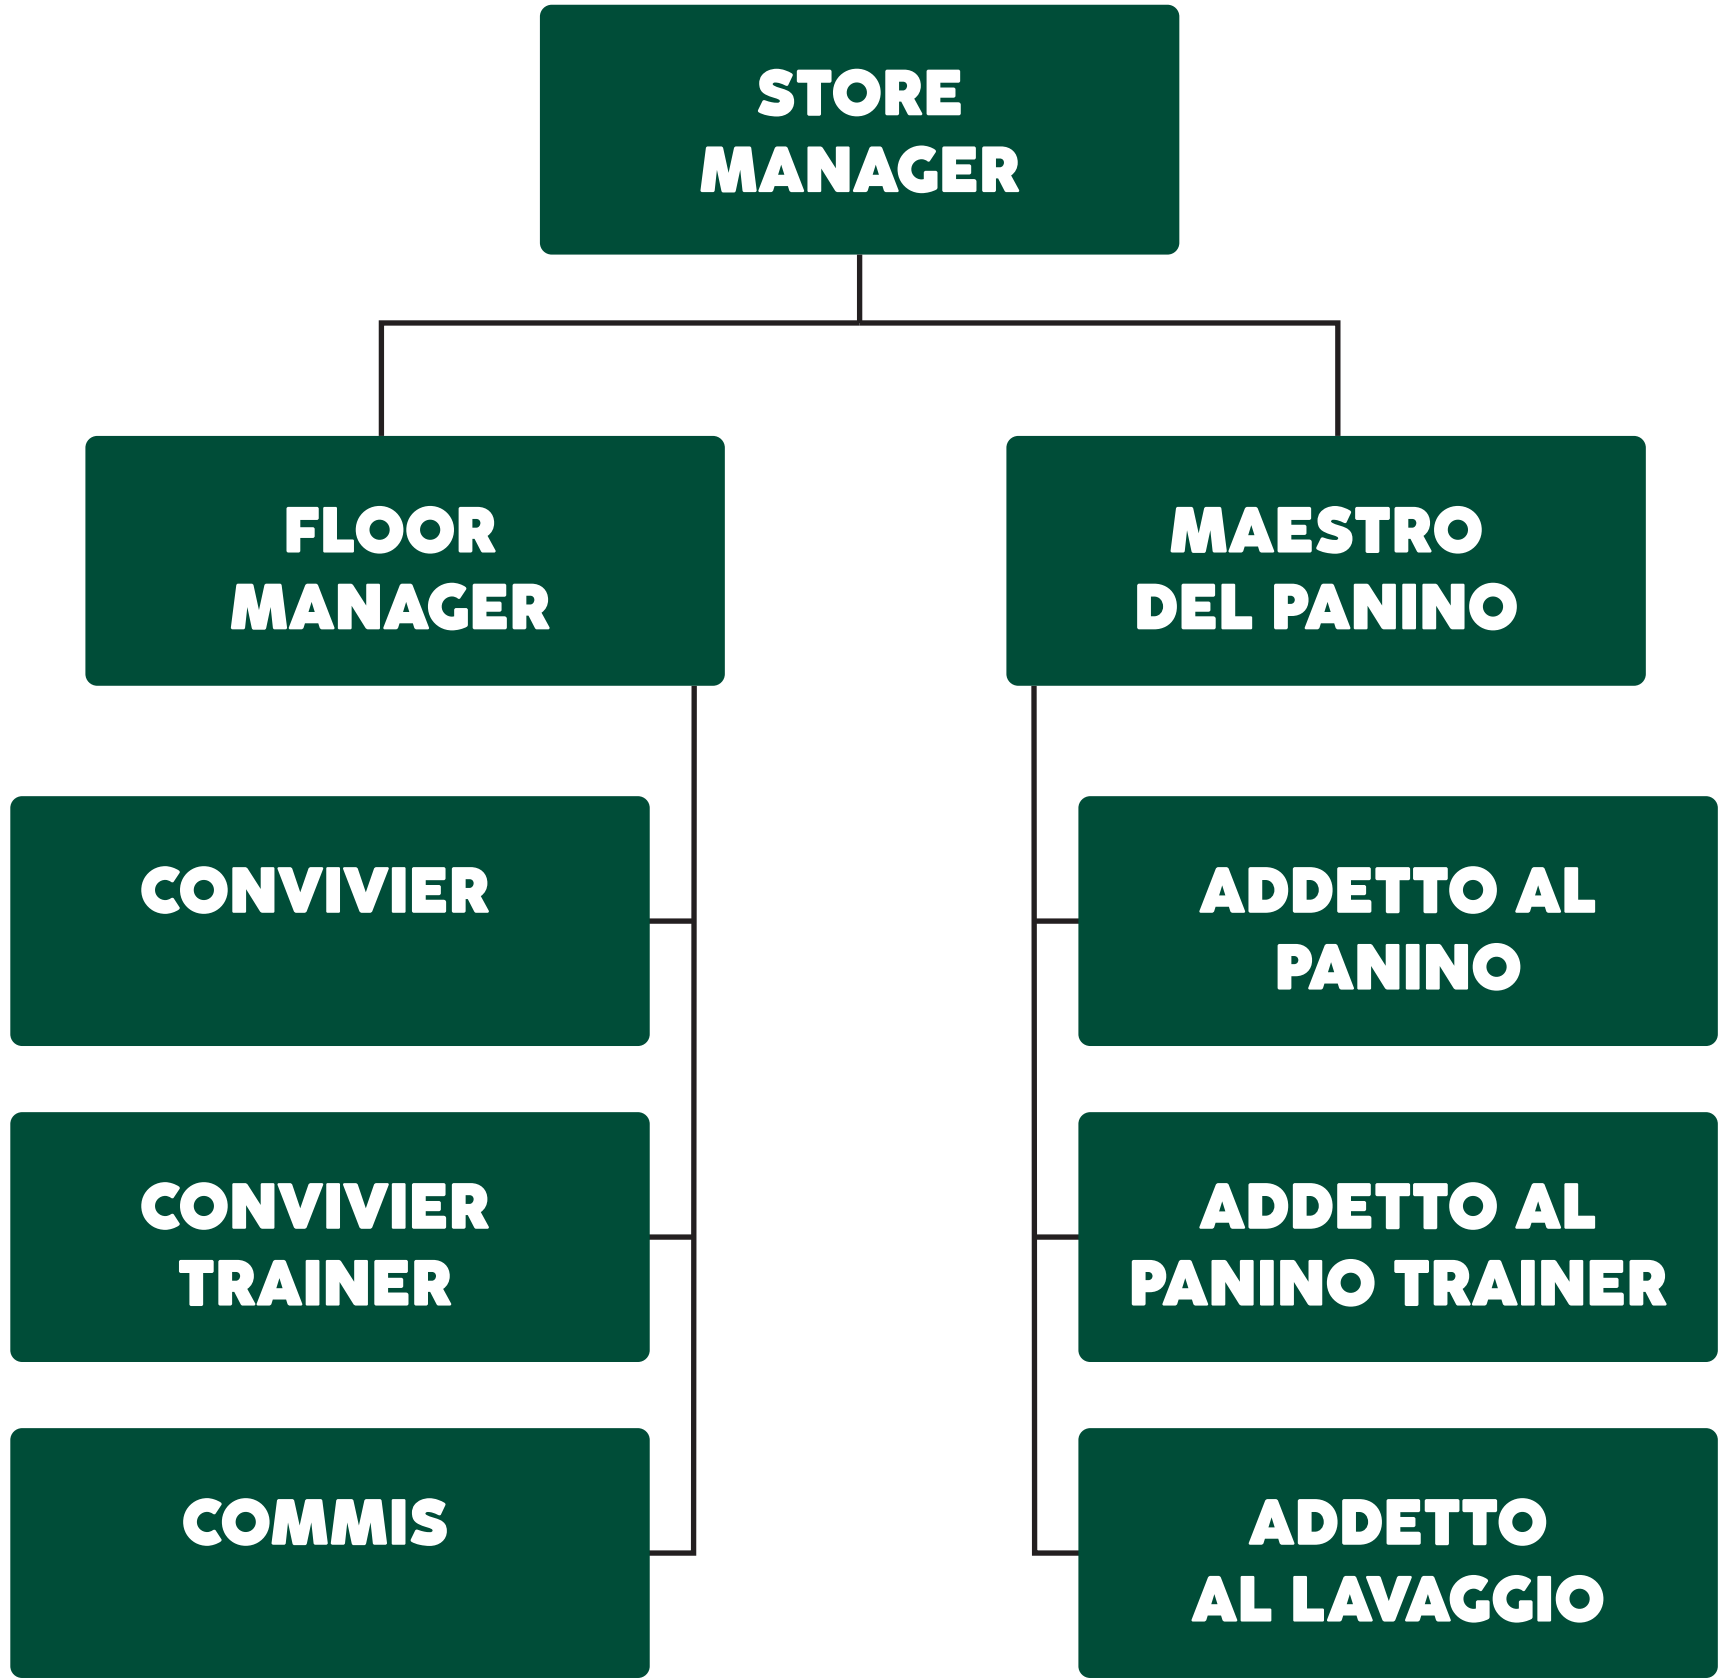 STORE
MANAGER
FLOOR
MANAGER
MAESTRO
DEL PANINO
CONVIVIER
ADDETTO AL
PANINO
CONVIVIER
TRAINER
ADDETTO AL
PANINO TRAINER
COMMIS
ADDETTO
AL LAVAGGIO